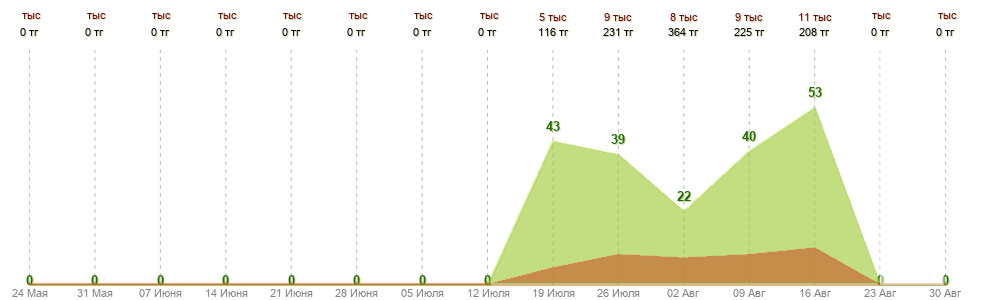 тыс тыс тыс тыс тыс тыс тыс тыс 5 тыс 9 тыс 8 тыс 9 тыс 11 тыс тыс тыс
0 тг 0 тг 0 тг 0 тг 0 тг 0 тг 0 тг 0 тг 116 тг 231 тг 364 тг 225 тг 208 тг 0 тг 0 тг
53
43
39
40
22
0 0 0 0 0 0 0 0 0 0
24 Мая 31 Мая 07 Июня 14 Июня 21 Июня 28 Июня 05 Июля 12 Июля 19 Июля 26 Июля 02 Авг 09 Авг 16 Авг 23 Авг 30 Авг